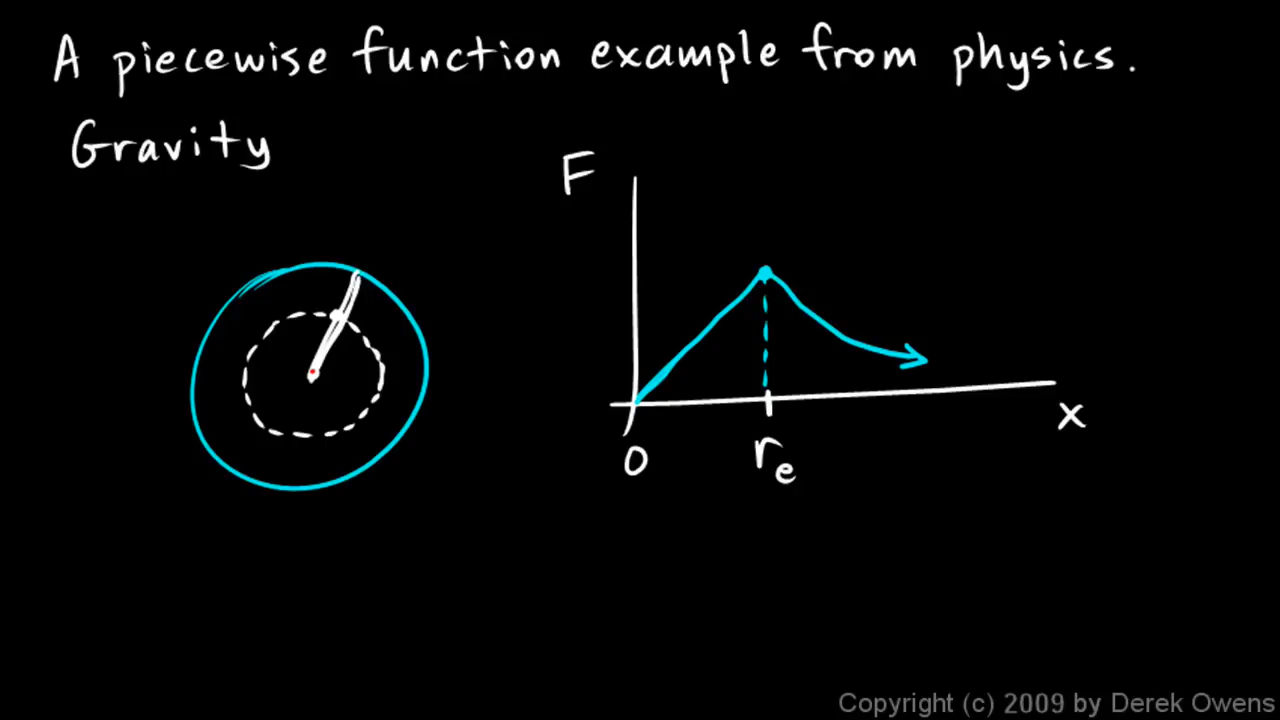 A piecewise function example from physics.
Gravity
F
x
0
re
Copyright (c) 2009 by Derek Owens